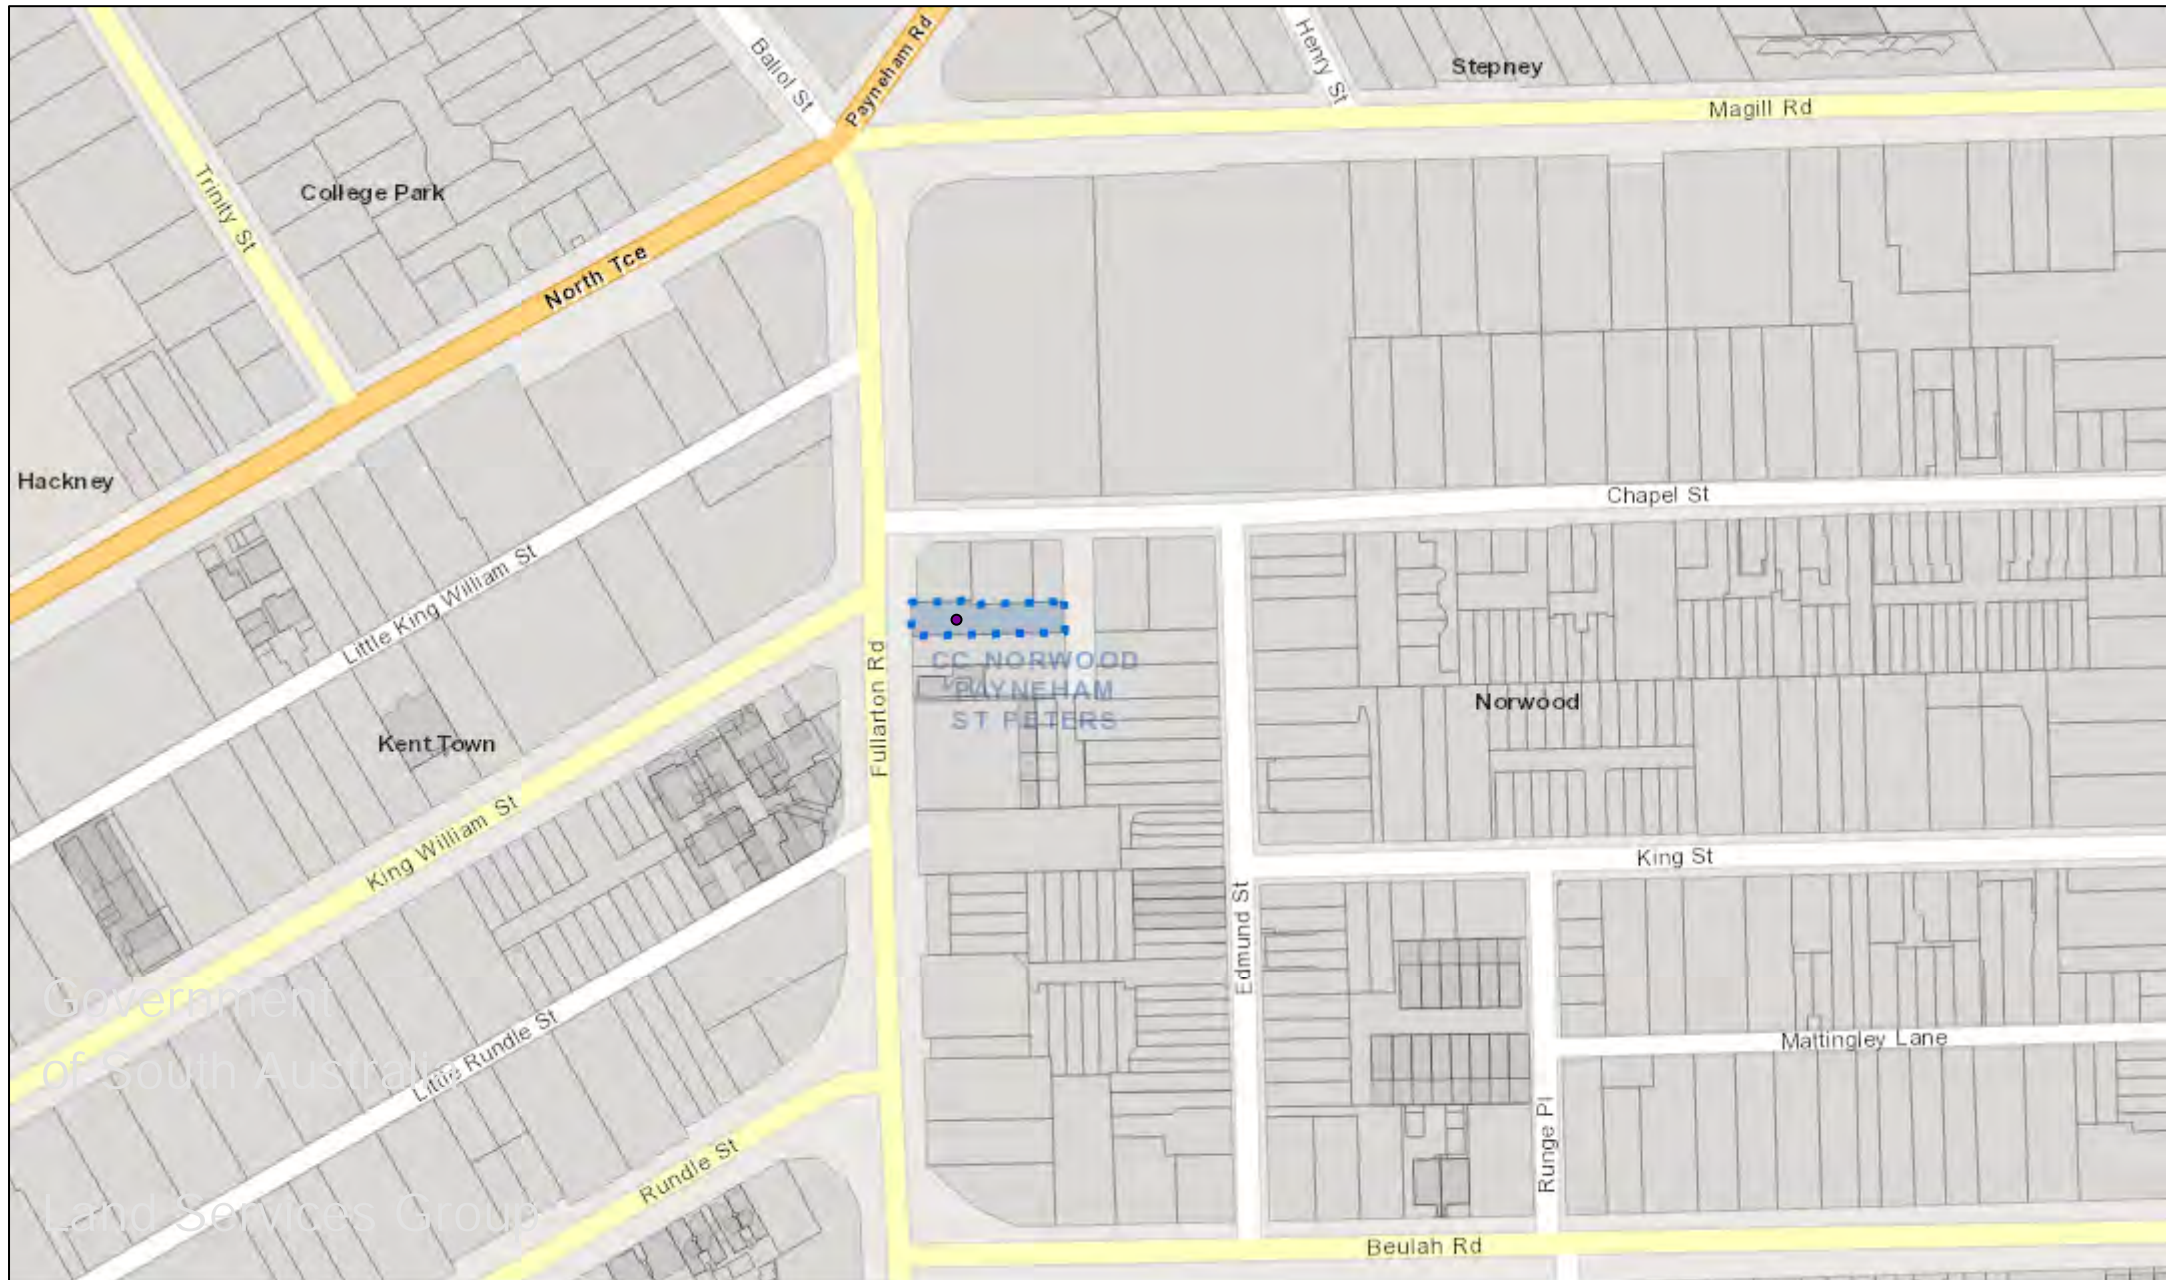 Payneham Rd
Baliol St
Henry St
Stepney
Magill Rd
Trinity St
College Park
North Tce
Hackney
Chapel St
Little King William St
Fullarton Rd
CC NORWOOD
PAYNEHAM
ST PETERS
Norwood
Kent Town
King William St
King St
Edmund St
Government
of South Australia
Little Rundle St
Mattingley Lane
Runge Pl
Rundle St
Land Services Group
Beulah Rd